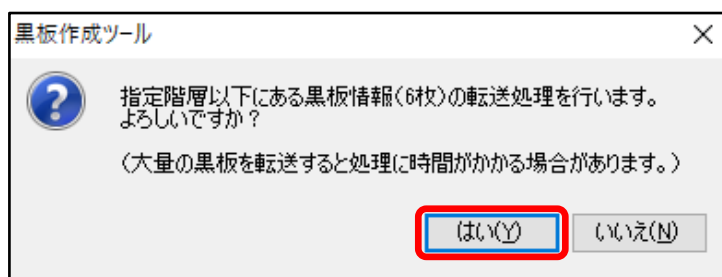 黒板作成ツール
指定階層以下にある黒板情報(6枚)の転送処理を行います。
よろしいですか？
（大量の黒板を転送すると処理に時間がかかる場合があります。）
はい(Y) いいえ(N)